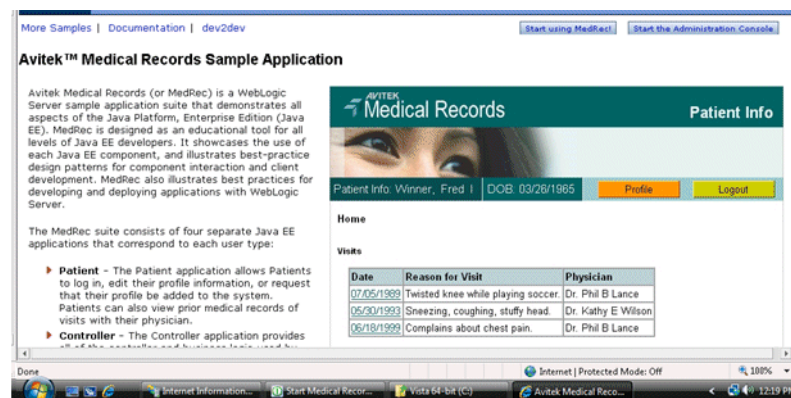 More Samples | Documentation | dev2dev
Start using MedRec!
Start the Administration Console
Avitek™ Medical Records Sample Application
Avitek Medical Records (or MedRec) is a WebLogic
Server sample application suite that demonstrates all
aspects of the Java Platform, Enterprise Edition (Java
EE). MedRec is designed as an educational tool for all
levels of Java EE developers. It showcases the use of
each Java EE component, and illustrates best-practice
design patterns for component interaction and client
development. MedRec also illustrates best practices for
developing and deploying applications with WebLogic
Server.
The MedRec suite consists of four separate Java EE
applications that correspond to each user type:
Patient - The Patient application allows Patients
to log in, edit their profile information, or request
that their profile be added to the system.
Patients can also view prior medical records of
visits with their physician.
Controller - The Controller application provides
all of the controller and business logic used by
AVITEK
Medical Records
Patient Info
Patient Info: Winner, Fred I
DOB: 03/26/1965
Profile
Logout
Home
Visits
Date Reason for Visit Physician
07/05/1989 Twisted knee while playing soccer. Dr. Phil B Lance
05/30/1993 Sneezing, coughing, stuffy head. Dr. Kathy E Wilson
06/18/1999 Complains about chest pain. Dr. Phil B Lance
Done
Internet | Protected Mode: Off
100%
Internet Information...
Start Medical Recor...
Vista 64-bit (C:)
Avitek Medical Reco...
12:19 PM